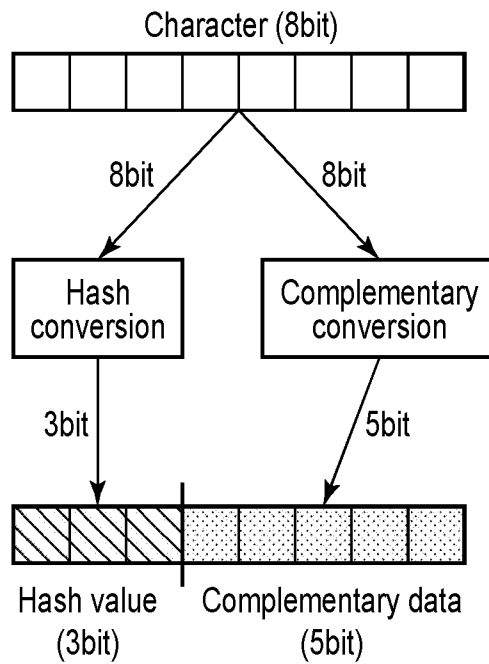 Character (8bit)
8bit
8bit
Hash
conversion
Complementary
conversion
3bit
5bit
Hash value
(3bit)
Complementary data
(5bit)